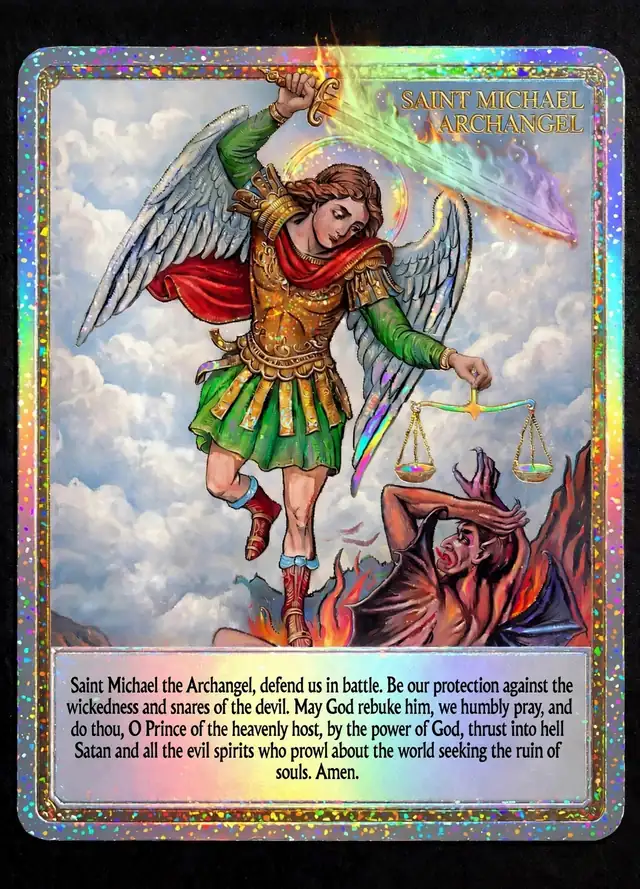 SAINT MICHAEL
ARCHANGEL
Saint Michael the Archangel, defend us in battle. Be our protection against the
wickedness and snares of the devil. May God rebuke him, we humbly pray, and
do thou, O Prince of the heavenly host, by the power of God, thrust into hell
Satan and all the evil spirits who prowl about the world seeking the ruin of
souls. Amen.